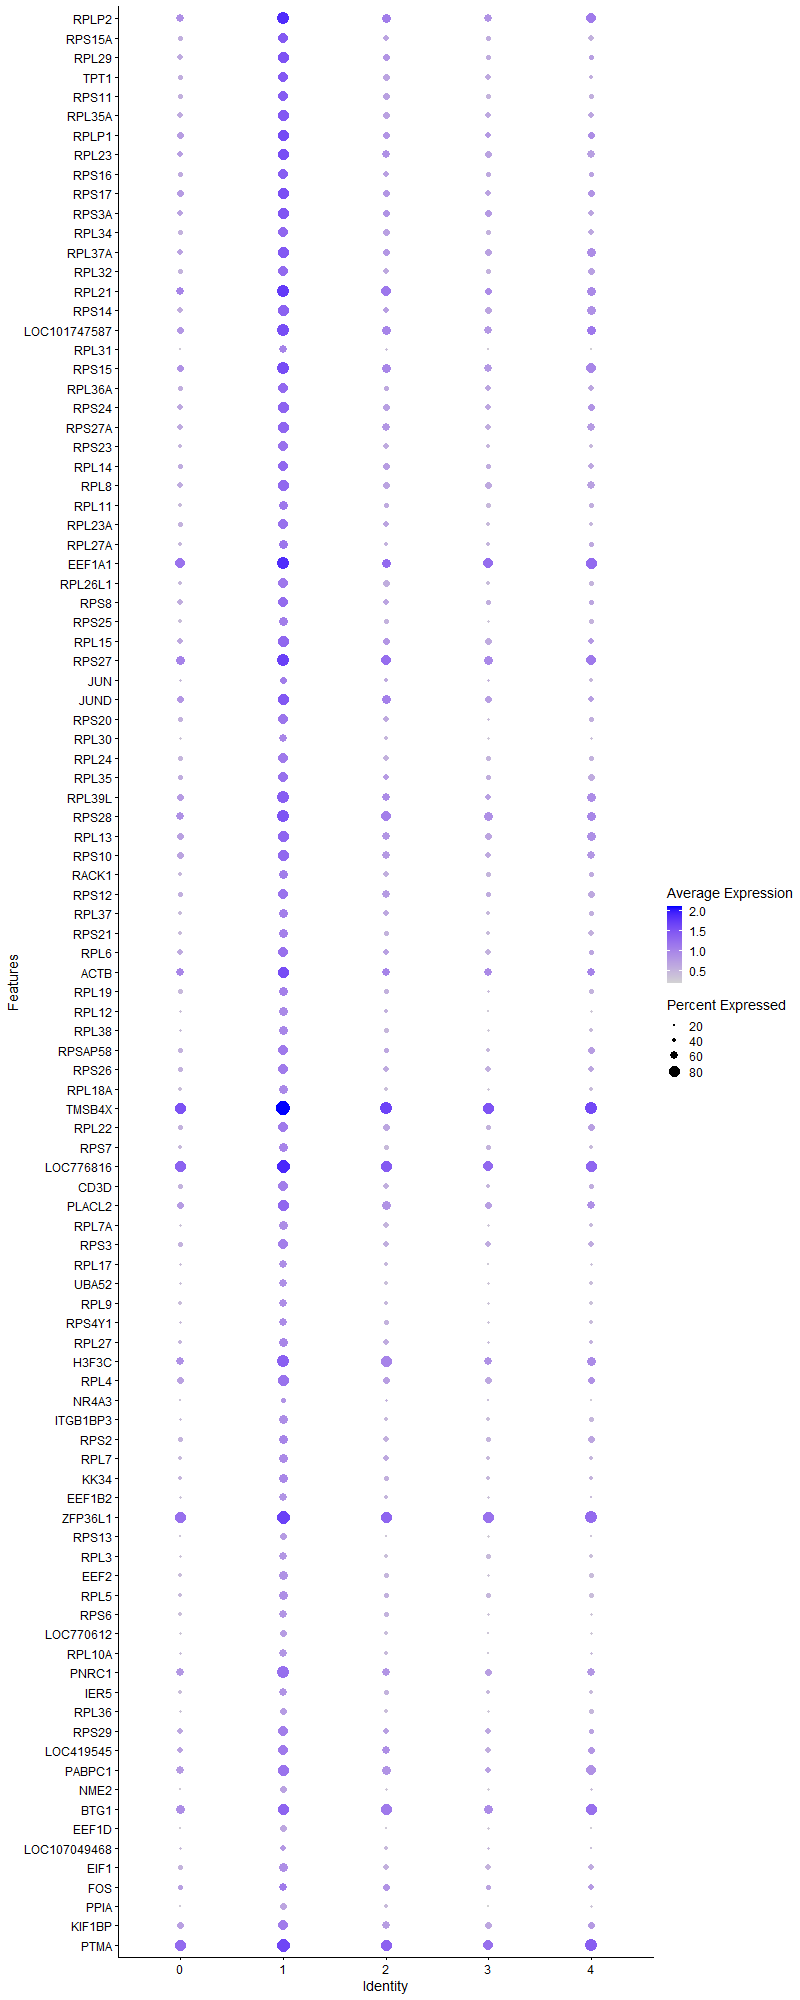 RPLP2
RPS15A
RPL29
TPT1
RPS11
RPL35A
RPLP1
RPL23
RPS16
RPS17
RPS3A
RPL34
RPL37A
RPL32
RPL21
RPS14
LOC101747587
RPL31
RPS15
RPL36A
RPS24
RPS27A
RPS23
RPL14
RPL8
RPL11
RPL23A
RPL27A
EEF1A1
RPL26L1
RPS8
RPS25
RPL15
RPS27
JUN
JUND
RPS20
RPL30
RPL24
RPL35
RPL39L
RPS28
RPL13
RPS10
RACK1
RPS12
RPL37
RPS21
RPL6
ACTB
RPL19
RPL12
RPL38
RPSAP58
RPS26
RPL18A
TMSB4X
RPL22
RPS7
LOC776816
CD3D
PLACL2
RPL7A
RPS3
RPL17
UBA52
RPL9
RPS4Y1
RPL27
H3F3C
RPL4
NR4A3
ITGB1BP3
RPS2
RPL7
KK34
EEF1B2
ZFP36L1
RPS13
RPL3
EEF2
RPL5
RPS6
LOC770612
RPL10A
PNRC1
IER5
RPL36
RPS29
LOC419545
PABPC1
NME2
BTG1
EEF1D
LOC107049468
EIF1
FOS
PPIA
KIF1BP
PTMA
Features
0 1 2 3 4
Identity
Average Expression
2.0
1.5
1.0
0.5
Percent Expressed
20
40
60
80